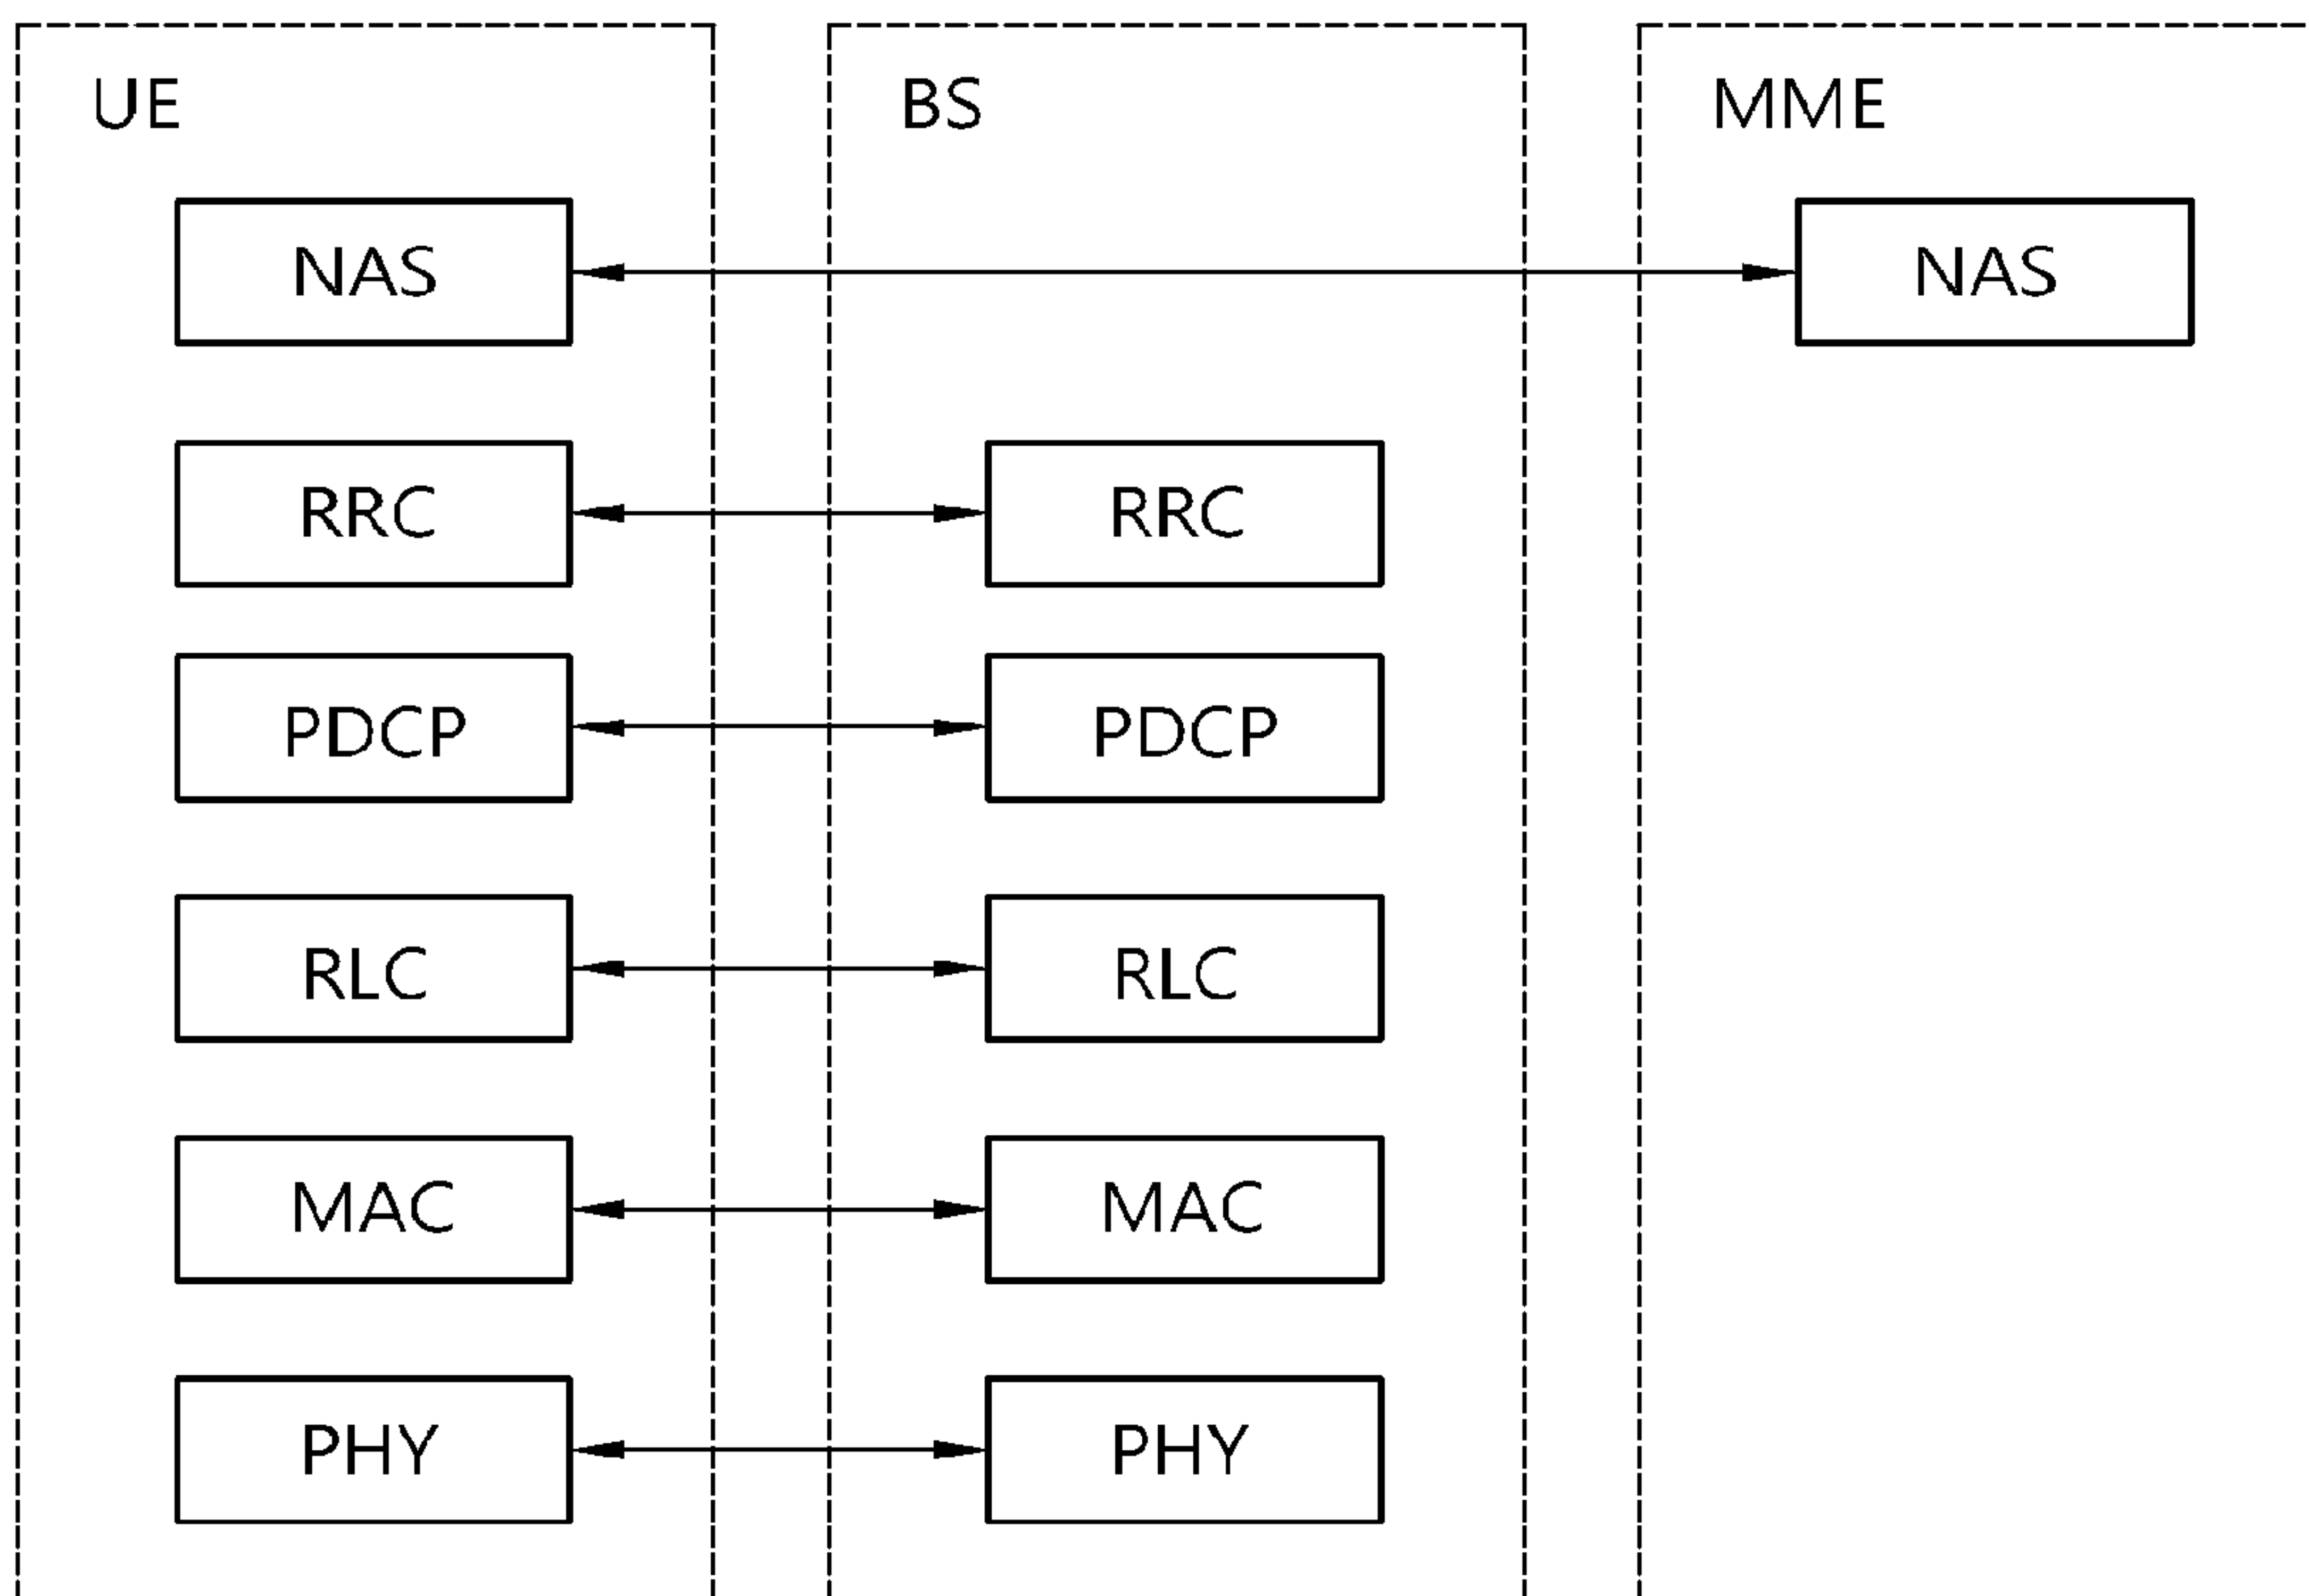 UE BS MME
NAS NAS
RRC RRC
PDCP PDCP
RLC RLC
MAC MAC
PHY PHY